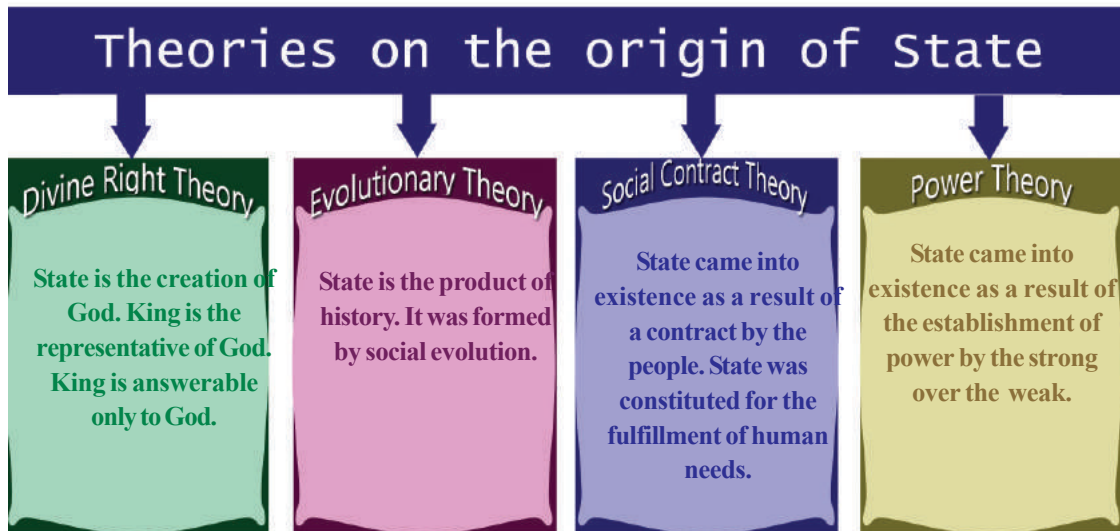 Theories on the origin of State
Divine Right Theory
State is the creation of
God. King is the
representative of God.
King is answerable
only to God.
Evolutionary Theory
State is the product of
history. It was formed
by social evolution.
Social Contract Theory
State came into
existence as a result of
a contract by the
people. State was
constituted for the
fulfillment of human
needs.
Power Theory
State came into
existence as a result of
the establishment of
power by the strong
over the weak.